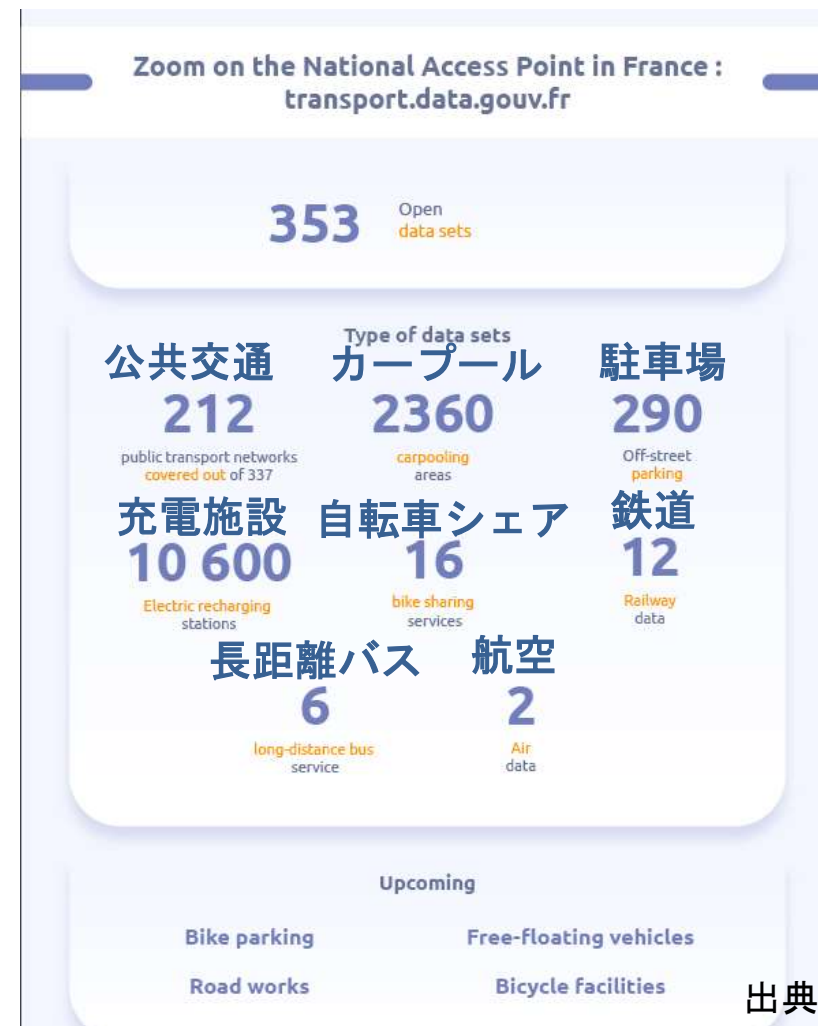 Zoom on the National Access Point in France :
transport.data.gouv.fr
353
Open
data sets
Type of data sets
公共交通
212
public transport networks
covered out of 337
カープール
2360
carpooling
areas
駐車場
290
Off-street
parking
充電施設
10 600
Electric recharging
stations
自転車シェア
16
bike sharing
services
鉄道
12
Railway
data
長距離バス
6
long-distance bus
service
航空
2
Air
data
Upcoming
Bike parking
Free-floating vehicles
Road works
Bicycle facilities
出典